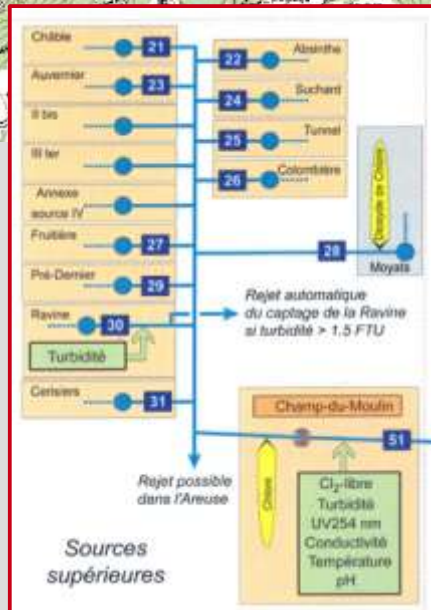 Châble
21
Auvernier
23
II bis
III ter
Annexe
source IV
Fruitière
27
Pré-Dernier
29
Ravine
30
Turbidité
Cerisiers
31
22
Absinthe
24
Suchard
25
Tunnel
26
Colombière
28
Moyats
Rejet automatique
du captage de la Ravine
si turbidité > 1.5 FTU
Champ-du-Moulin
51
Chlore
Cl2-libre
Turbidité
UV254 nm
Conductivité
Température
pH
Rejet possible
dans l'Areuse
Sources
supérieures